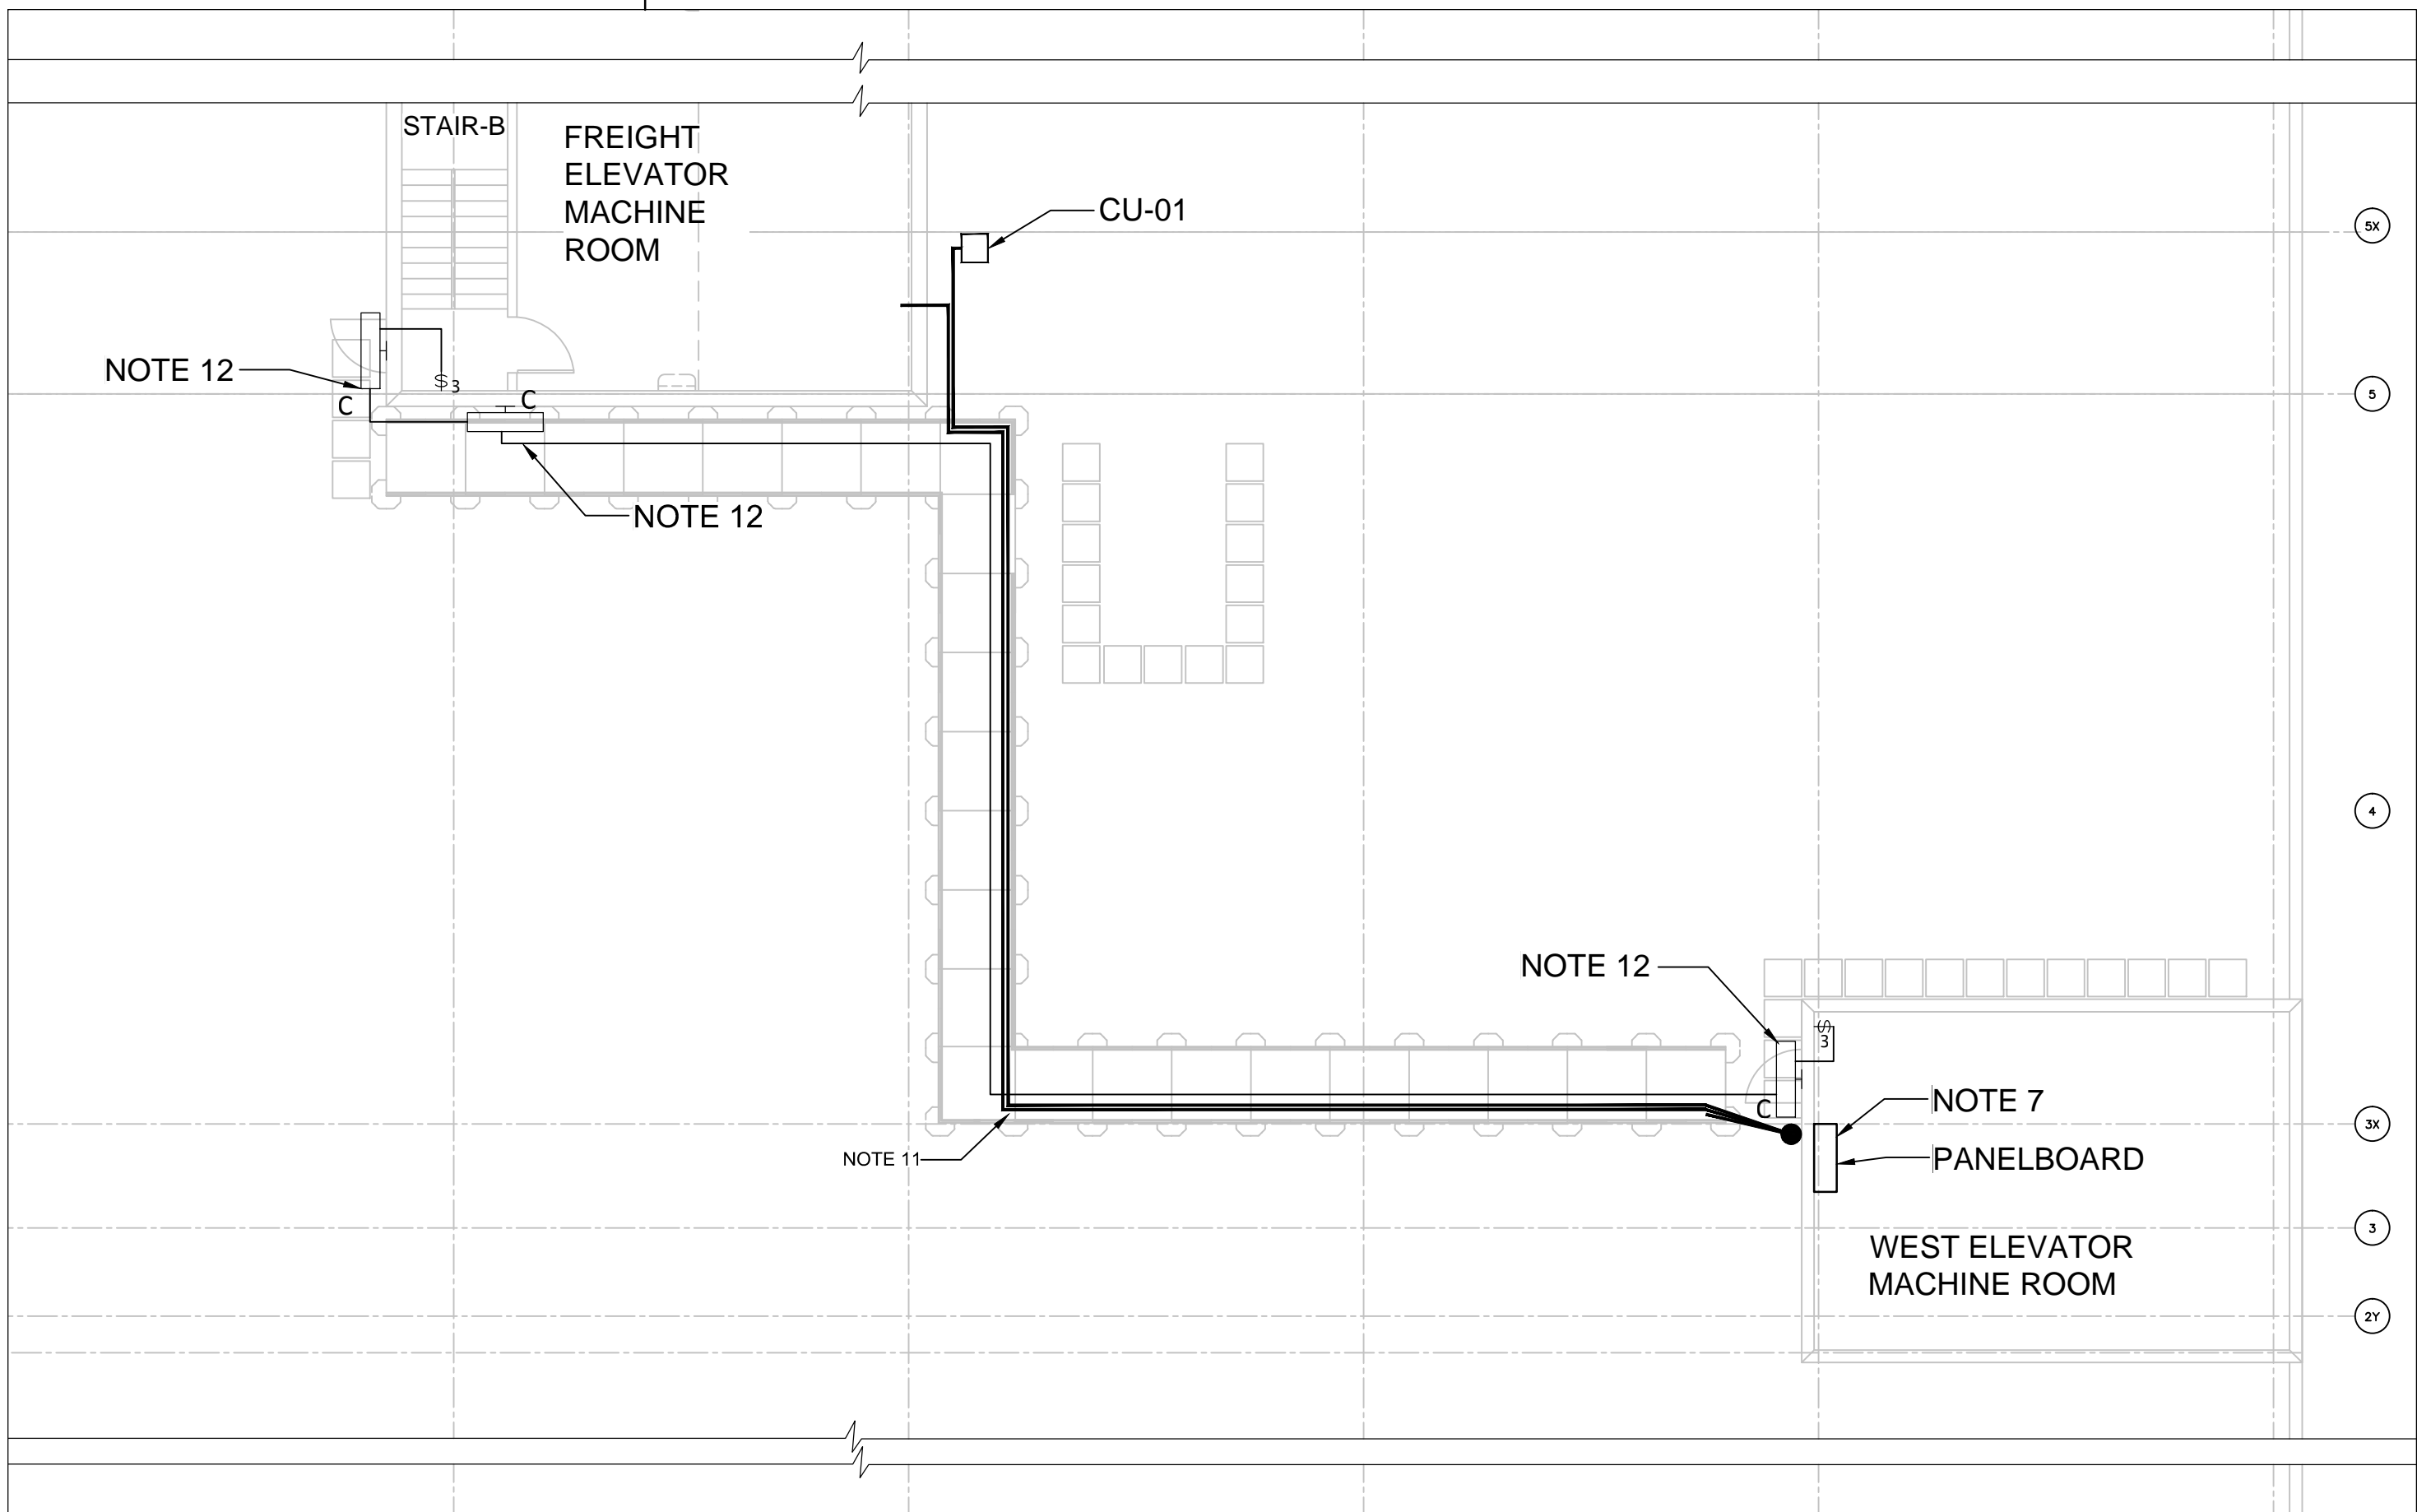 STAIR-B
FREIGHT
ELEVATOR
MACHINE
ROOM
CU-01
5X
NOTE 12
$3
C
5
C
NOTE 12
4
NOTE 12
$3
C
NOTE 7
3X
NOTE 11
PANELBOARD
3
WEST ELEVATOR
MACHINE ROOM
2Y